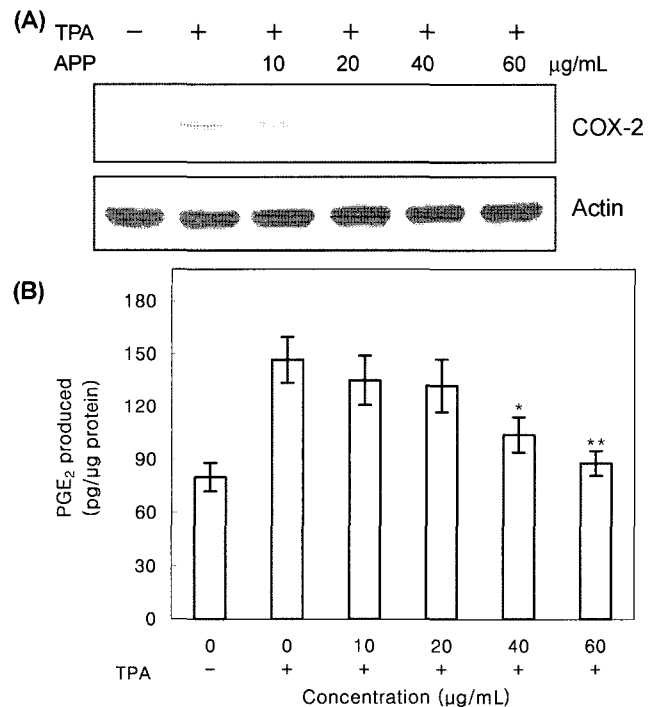 (A) TPA − + + + + +
APP 10 20 40 60 μg/mL
COX-2
Actin
(B)
PGE₂ produced
(pg/μg protein)
180
150
120
90
60
30
0
*
**
0 0 10 20 40 60
TPA − + + + + +
Concentration (μg/mL)